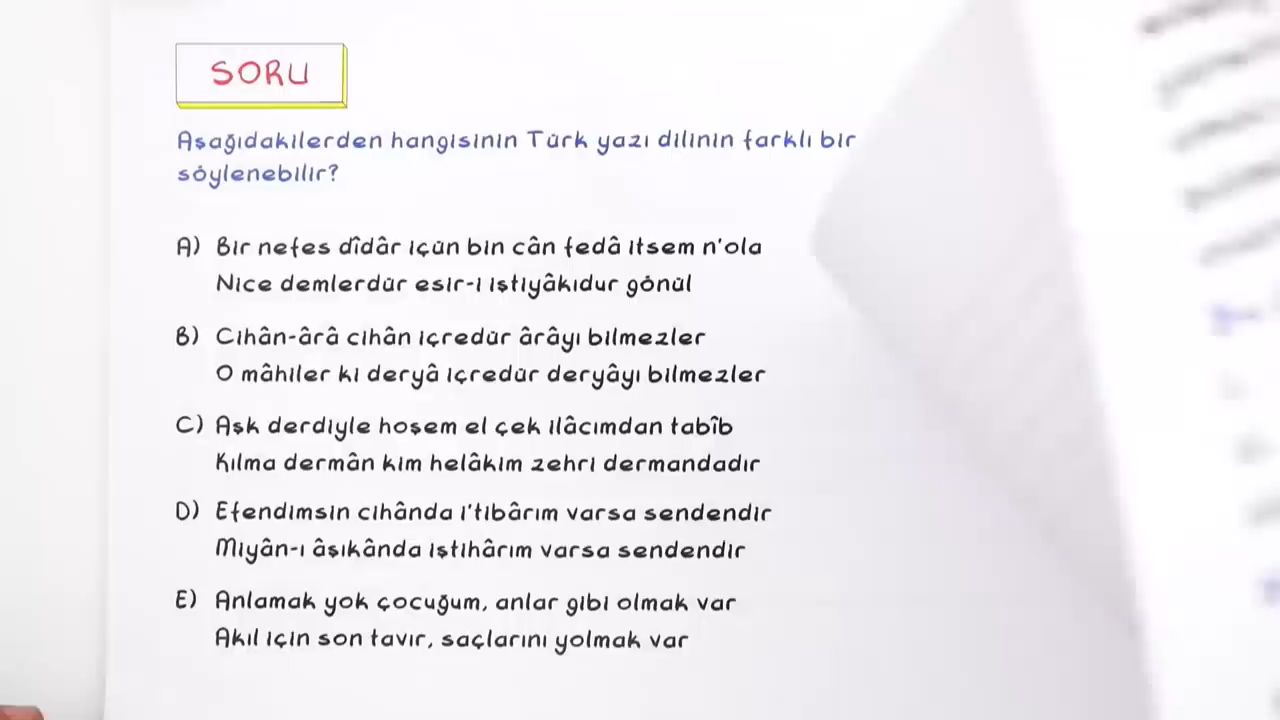 SORU
Aşağıdakilerden hangisinin Türk yazı dilinin farklı bir
söylenebilir?
A) Bir nefes dîdâr içün bin cân fedâ itsem n'ola
Nice demlerdür esir-i iştiyâkıdur gönül
B) Cihân-ârâ cihân içredür ârâyı bilmezler
O mâhiler ki deryâ içredür deryâyı bilmezler
C) Aşk derdiyle hoşem el çek ilâcımdan tabîb
Kılma dermân kim helâkim zehri dermandadır
D) Efendimsin cihânda i'tibârım varsa sendendir
Miyân-ı âşıkânda iştihârım varsa sendendir
E) Anlamak yok çocuğum, anlar gibi olmak var
Akıl için son tavır, saçlarını yolmak var